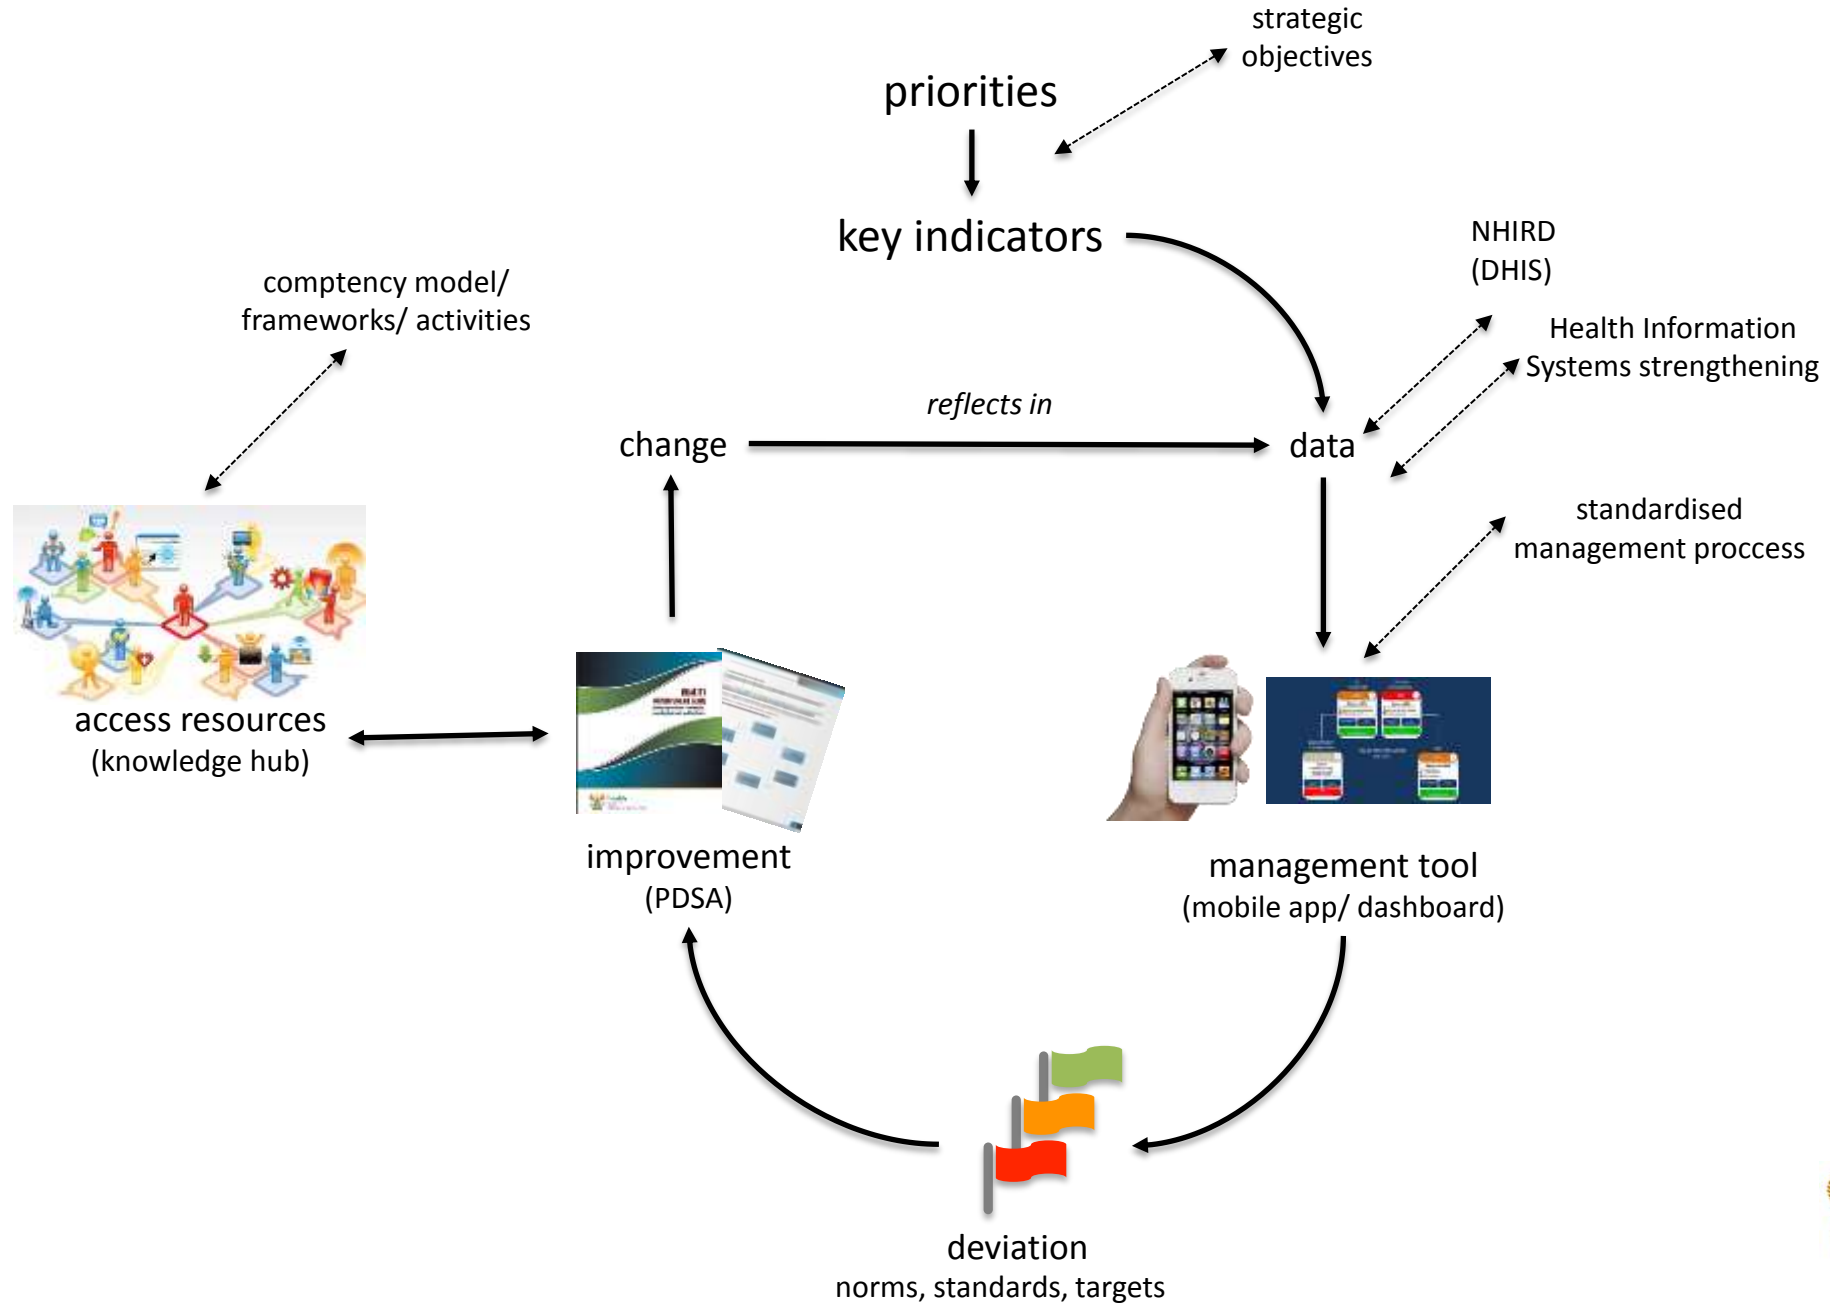 strategic
objectives
priorities
key indicators
NHIRD
(DHIS)
comptency model/
frameworks/ activities
Health Information
Systems strengthening
reflects in
change
data
standardised
management proccess
access resources
(knowledge hub)
improvement
(PDSA)
management tool
(mobile app/ dashboard)
deviation
norms, standards, targets